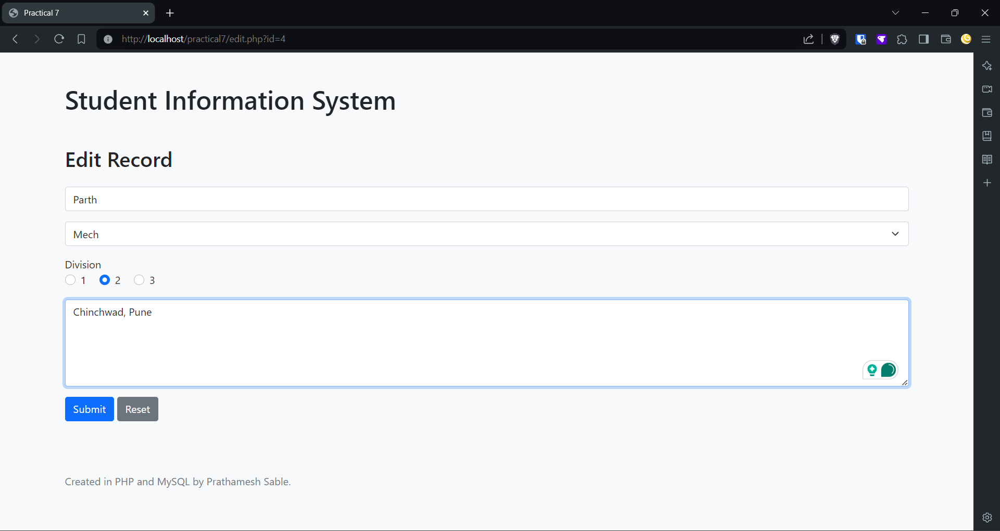 Practical 7
http://localhost/practical7/edit.php?id=4
Student Information System
Edit Record
Parth
Mech
Division
1 2 3
Chinchwad, Pune
Submit Reset
Created in PHP and MySQL by Prathamesh Sable.